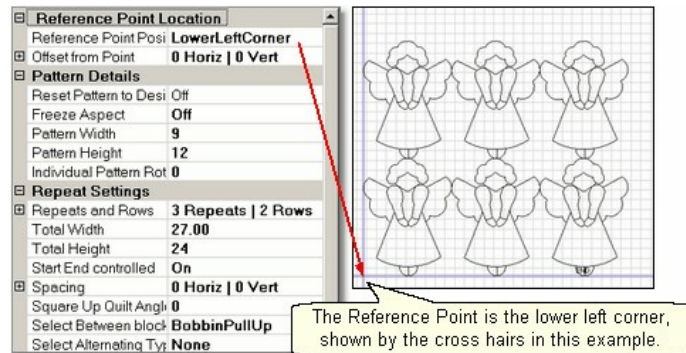 Reference Point Location
Reference Point Posi LowerLeftCorner
Offset from Point 0 Horiz | 0 Vert
Pattern Details
Reset Pattern to Desi Off
Freeze Aspect Off
Pattern Width 9
Pattern Height 12
Individual Pattern Rot 0
Repeat Settings
Repeats and Rows 3 Repeats | 2 Rows
Total Width 27.00
Total Height 24
Start End controlled On
Spacing 0 Horiz | 0 Vert
Square Up Quilt Angl 0
Select Between block BobbinPullUp
Select Alternating Ty None
The Reference Point is the lower left corner,
shown by the cross hairs in this example.